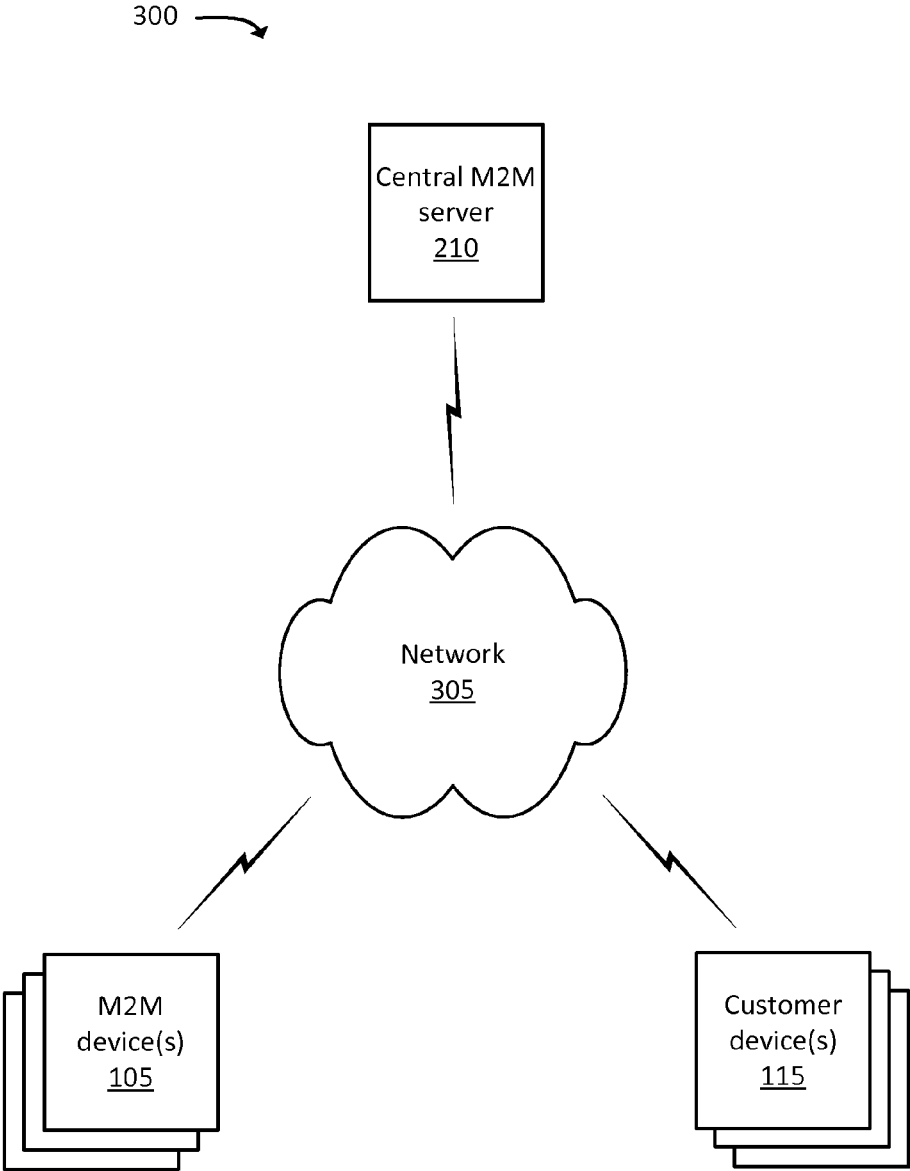 300
Central M2M
server
210
Network
305
M2M
device(s)
105
Customer
device(s)
115